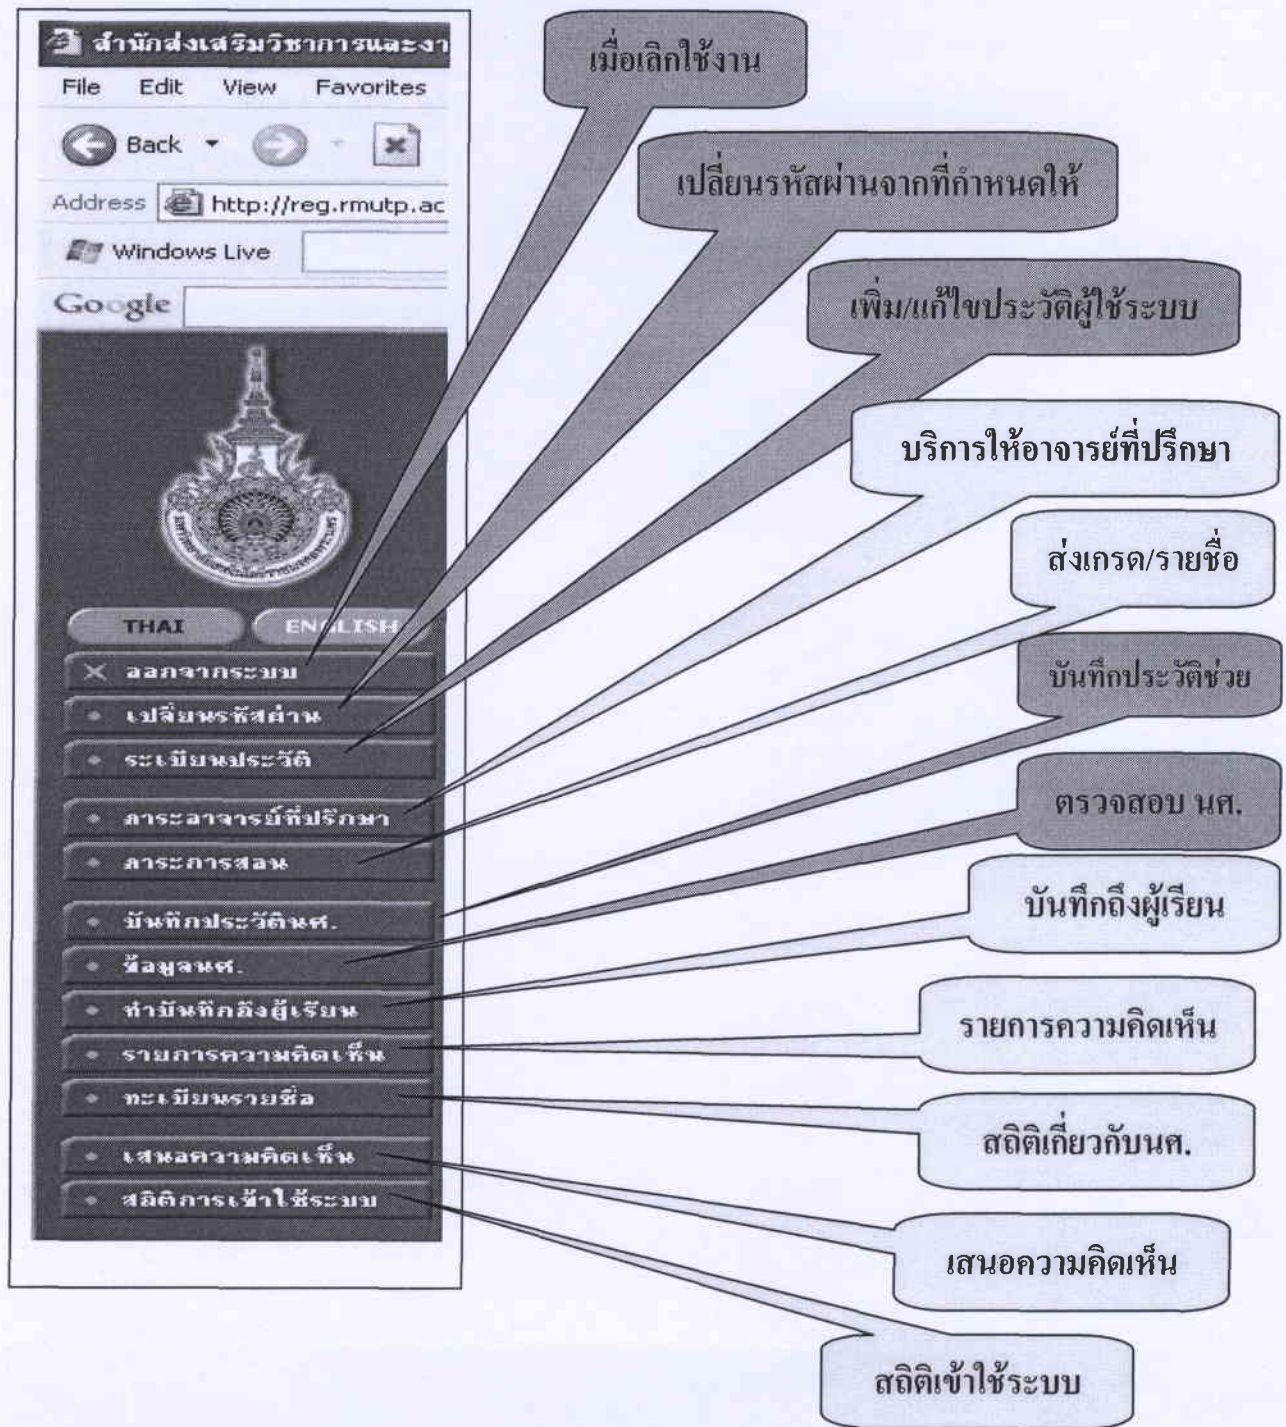 สำนักส่งเสริมวิชาการและงา
File Edit View Favorites
Back
Address http://reg.rmutp.ac
Windows Live
Google
THAI ENGLISH
ออกจากระบบ
เปลี่ยนรหัสผ่าน
ระเบียนประวัติ
ภาระอาจารย์ที่ปรึกษา
ภาระการสอน
บันทึกประวัตินศ.
ข้อมูลนศ.
ทำบันทึกถึงผู้เรียน
รายการความคิดเห็น
ทะเบียนรายชื่อ
เสนอความคิดเห็น
สถิติการเข้าใช้ระบบ
เมื่อเลิกใช้งาน
เปลี่ยนรหัสผ่านจากที่กำหนดให้
เพิ่ม/แก้ไขประวัติผู้ใช้ระบบ
บริการให้อาจารย์ที่ปรึกษา
ส่งเกรด/รายชื่อ
บันทึกประวัติช่วย
ตรวจสอบ นศ.
บันทึกถึงผู้เรียน
รายการความคิดเห็น
สถิติเกี่ยวกับนศ.
เสนอความคิดเห็น
สถิติเข้าใช้ระบบ